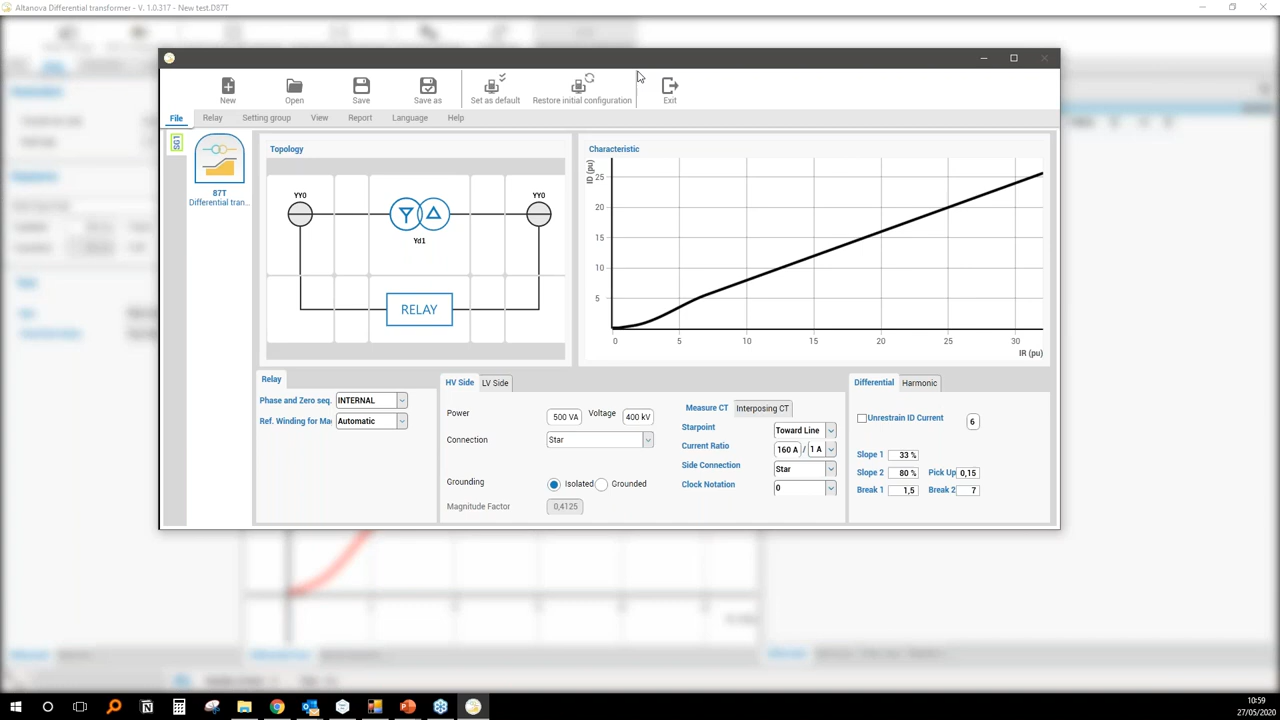 Altanova Differential transformer - V. 1.0.317 - New test.D87T
New Open Save Save as Set as default Restore initial configuration Exit
File Relay Setting group View Report Language Help
SG1
87T
Differential tran...
Topology
YY0 YY0
Yd1
RELAY
Characteristic
ID (pu)
25
20
15
10
5
0 5 10 15 20 25 30
IR (pu)
Relay
Phase and Zero seq. INTERNAL
Ref. Winding for Mag Automatic
HV Side LV Side
Power 500 VA Voltage 400 kV
Connection Star
Grounding Isolated Grounded
Magnitude Factor 0,4125
Measure CT Interposing CT
Starpoint Toward Line
Current Ratio 160 A / 1 A
Side Connection Star
Clock Notation 0
Differential Harmonic
Unrestrain ID Current 6
Slope 1 33 %
Slope 2 80 % Pick Up 0,15
Break 1 1,5 Break 2 7
10:59
27/05/2020